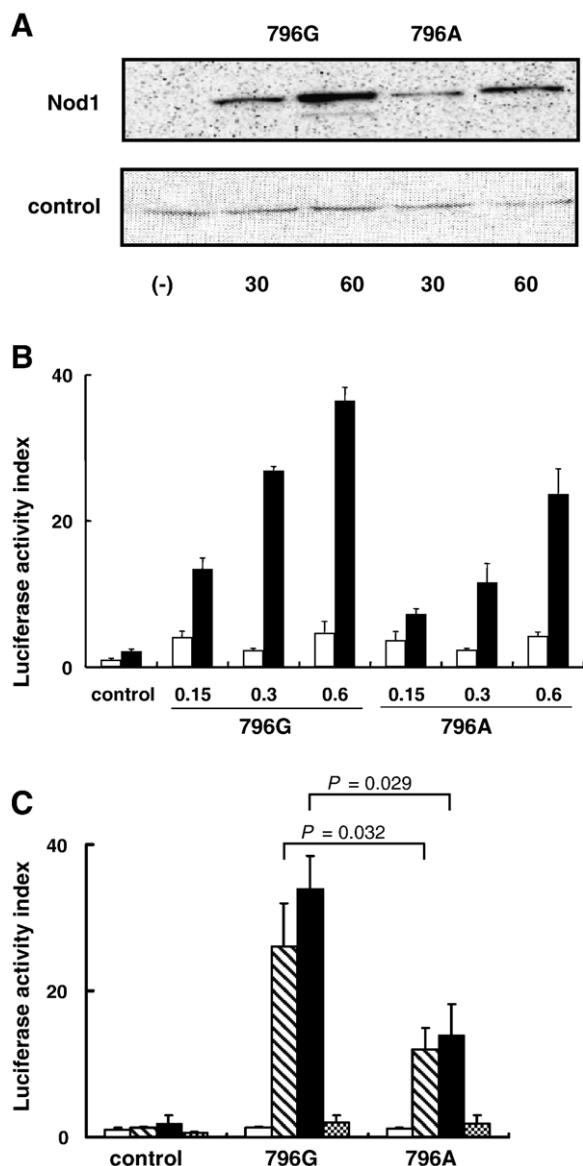 A
796G 796A
Nod1
control
(-) 30 60 30 60
B
40
20
0
Luciferase activity index
control 0.15 0.3 0.6 0.15 0.3 0.6
796G 796A
C
P = 0.029
P = 0.032
40
20
0
Luciferase activity index
control 796G 796A